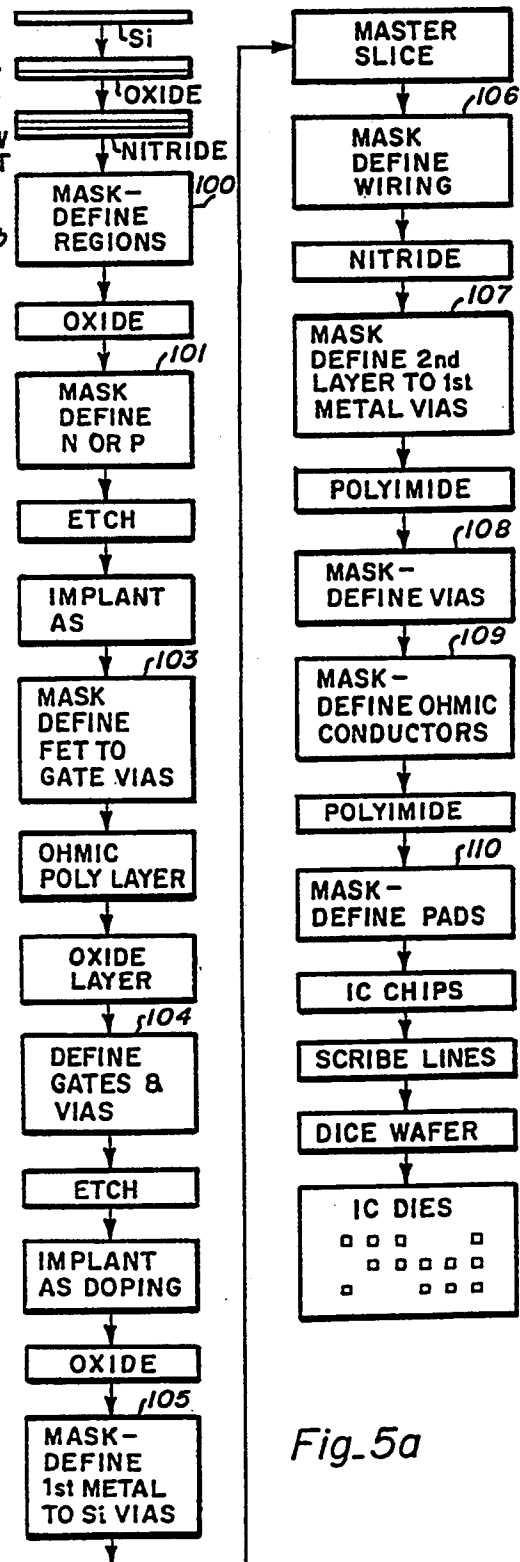 Si
OXIDE
NITRIDE
100
MASK-
DEFINE
REGIONS
OXIDE
101
MASK
DEFINE
N OR P
ETCH
IMPLANT
AS
103
MASK
DEFINE
FET TO
GATE VIAS
OHMIC
POLY LAYER
OXIDE
LAYER
104
DEFINE
GATES &
VIAS
ETCH
IMPLANT
AS DOPING
OXIDE
105
MASK-
DEFINE
1st METAL
TO Si VIAS
MASTER
SLICE
106
MASK
DEFINE
WIRING
NITRIDE
107
MASK
DEFINE 2nd
LAYER TO 1st
METAL VIAS
POLYIMIDE
108
MASK-
DEFINE VIAS
109
MASK-
DEFINE OHMIC
CONDUCTORS
POLYIMIDE
110
MASK-
DEFINE PADS
IC CHIPS
SCRIBE LINES
DICE WAFER
IC DIES
Fig_5a